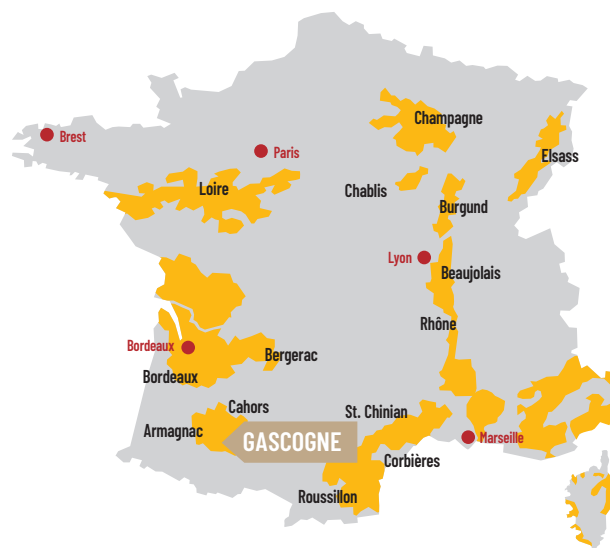 Champagne
Brest
Paris
Elsass
Loire
Chablis
Burgund
Lyon
Beaujolais
Rhône
Bordeaux
Bergerac
Bordeaux
Cahors
St. Chinian
Armagnac
GASCOGNE
Marseille
Corbières
Roussillon